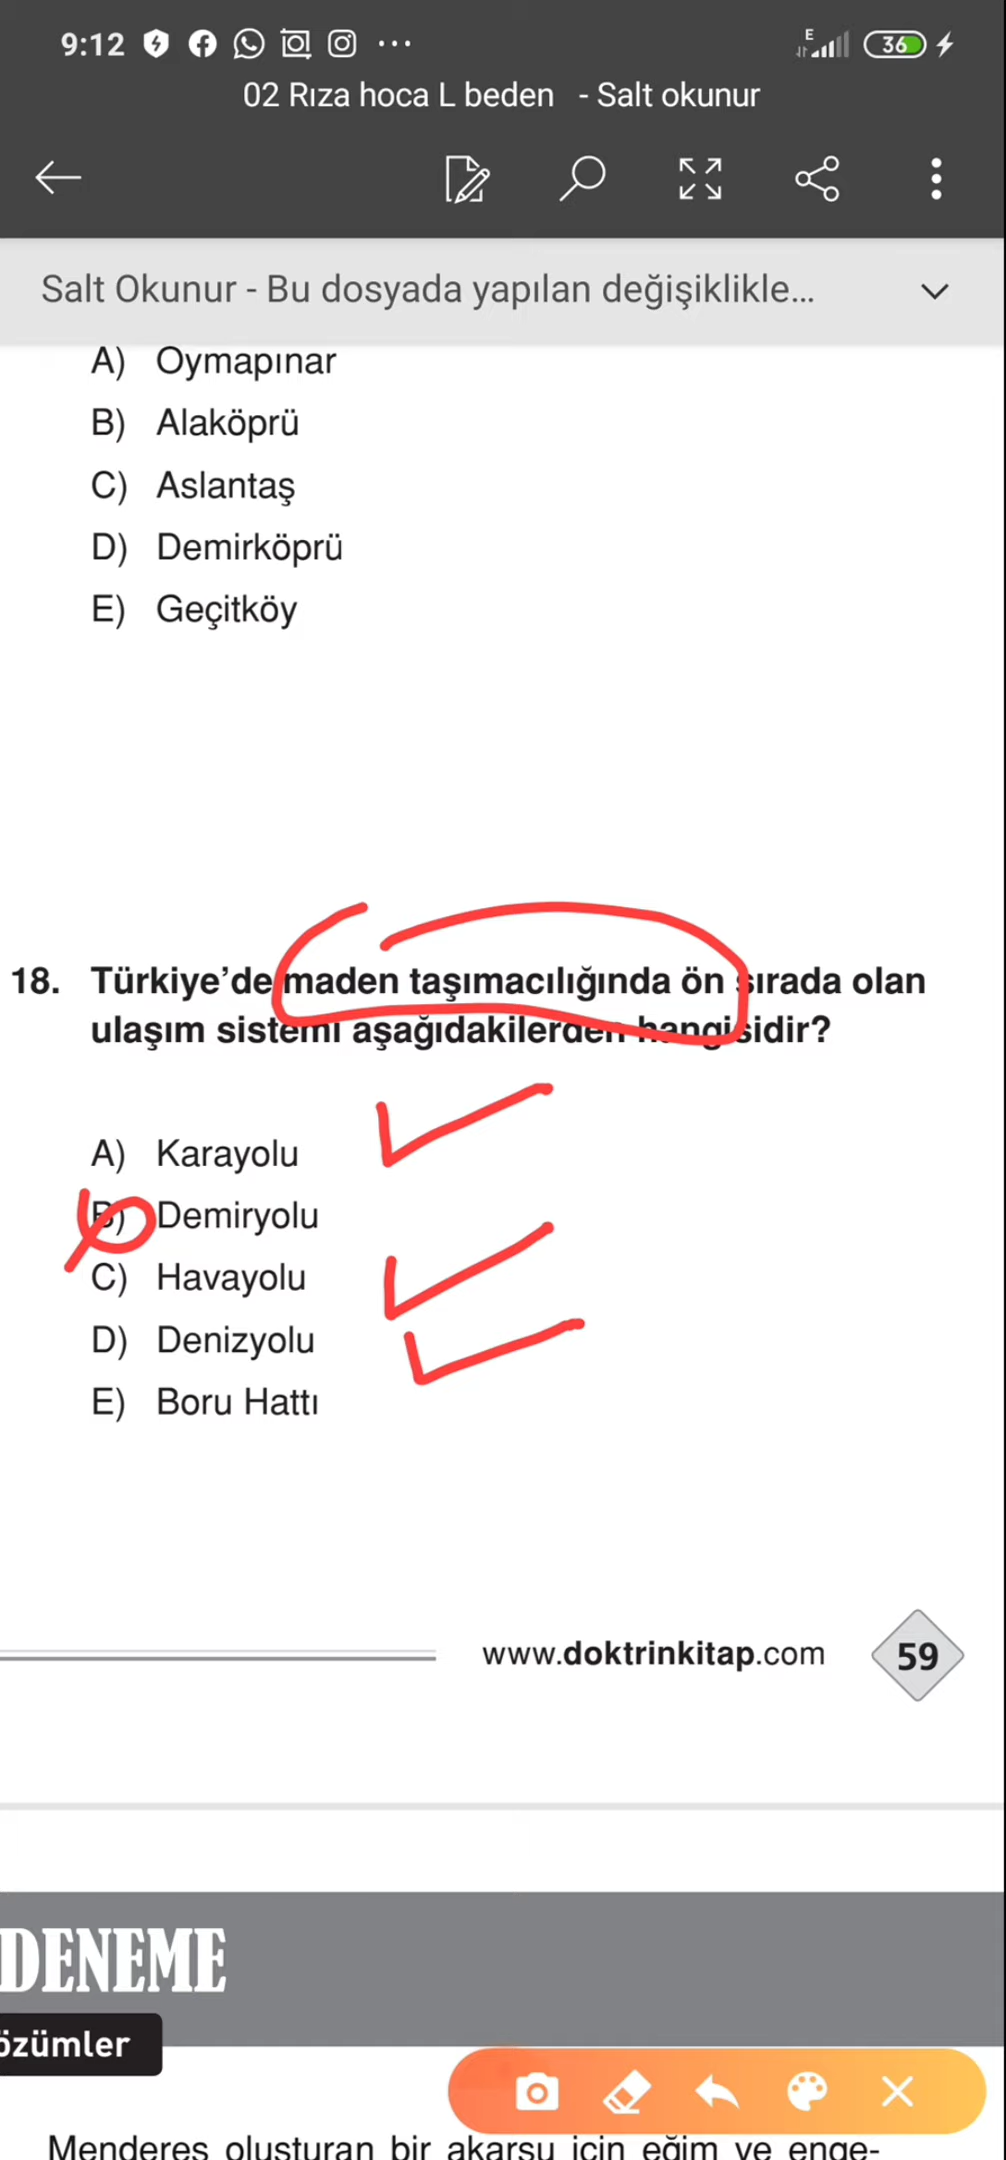 9:12 ... E 36
02 Rıza hoca L beden - Salt okunur
Salt Okunur - Bu dosyada yapılan değişiklikle...
A) Oymapınar
B) Alaköprü
C) Aslantaş
D) Demirköprü
E) Geçitköy
18. Türkiye'de maden taşımacılığında ön sırada olan
ulaşım sistemi aşağıdakilerden hangisidir?
A) Karayolu
B) Demiryolu
C) Havayolu
D) Denizyolu
E) Boru Hattı
www.doktrinkitap.com 59
DENEME
özümler
Menderes oluşturan bir akarsu için eğim ve enge-